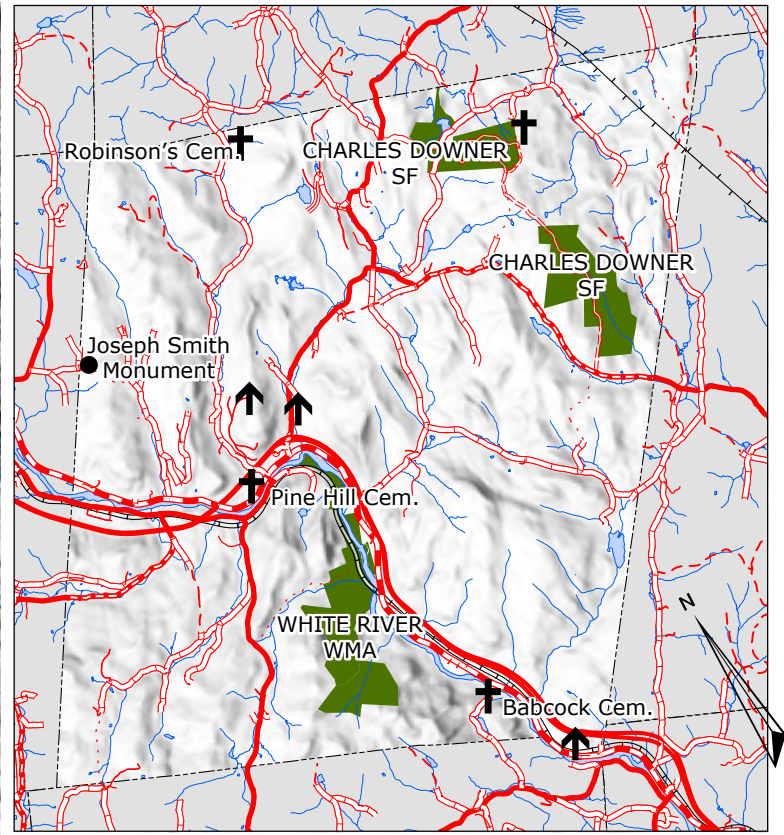 Robinson's Cem.
CHARLES DOWNER
SF
CHARLES DOWNER
SF
Joseph Smith
Monument
Pine Hill Cem.
N
WHITE RIVER
WMA
Babcock Cem.